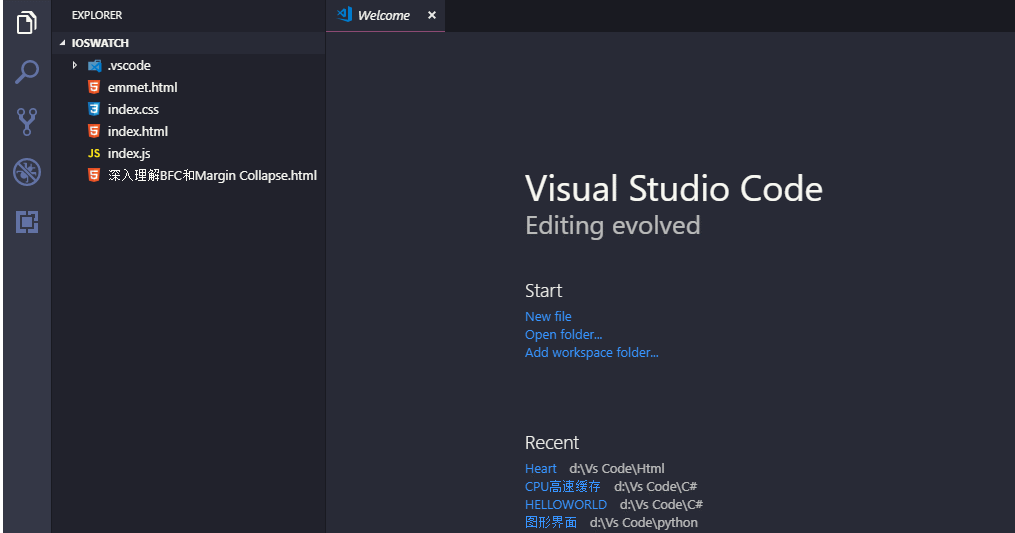 EXPLORER
IOSWATCH
.vscode
emmet.html
index.css
index.html
JS index.js
深入理解BFC和Margin Collapse.html
Welcome
Visual Studio Code
Editing evolved
Start
New file
Open folder...
Add workspace folder...
Recent
Heart d:\Vs Code\Html
CPU高速缓存 d:\Vs Code\C#
HELLOWORLD d:\Vs Code\C#
图形界面 d:\Vs Code\python